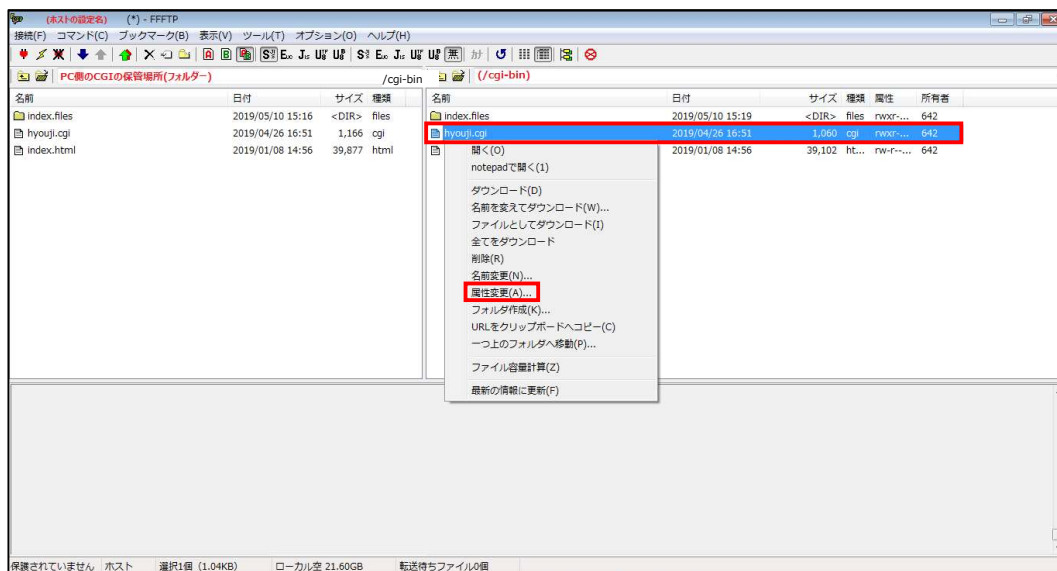 (ホストの設定名) (*) - FFFTP
接続(F) コマンド(C) ブックマーク(B) 表示(V) ツール(T) オプション(O) ヘルプ(H)
PC側のCGIの保管場所(フォルダー) /cgi-bin (/cgi-bin)
名前 日付 サイズ 種類
index.files 2019/05/10 15:16 <DIR> files
hyouji.cgi 2019/04/26 16:51 1,166 cgi
index.html 2019/01/08 14:56 39,877 html
名前 日付 サイズ 種類 属性 所有者
index.files 2019/05/10 15:19 <DIR> files rwxr-... 642
hyouji.cgi 2019/04/26 16:51 1,060 cgi rwxr-... 642
2019/01/08 14:56 39,102 ht... rw-r--... 642
開く(O)
notepadで開く(1)
ダウンロード(D)
名前を変えてダウンロード(W)...
ファイルとしてダウンロード(I)
全てをダウンロード
削除(R)
名前変更(N)...
属性変更(A)...
フォルダ作成(K)...
URLをクリップボードへコピー(C)
一つ上のフォルダへ移動(P)...
ファイル容量計算(Z)
最新の情報に更新(F)
保護されていません ホスト 選択1個 (1.04KB) ローカル空 21.60GB 転送待ちファイル0個